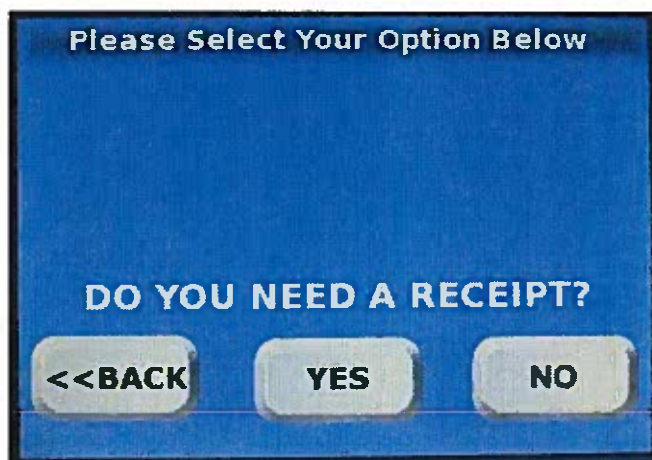 Please Select Your Option Below
DO YOU NEED A RECEIPT?
<<BACK YES NO